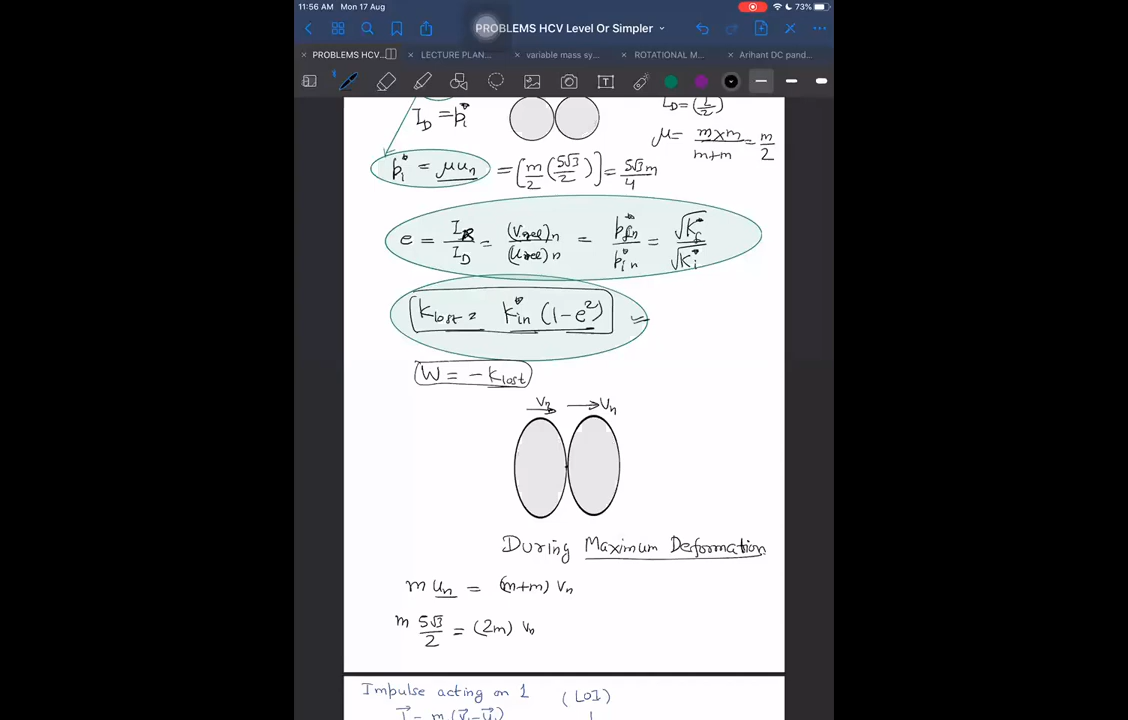 11:56 AM Mon 17 Aug
73%
PROBLEMS HCV Level Or Simpler
PROBLEMS HCV...
LECTURE PLAN...
variable mass sy...
ROTATIONAL M...
Arihant DC pand...
I_D = p_i^*
μ = (m×m)/(m+m) = m/2
p_i^* = μu_n = [m/2 (5√3/2)] = 5√3/4 m
e = I_R/I_D = (v_rel)_n/(u_rel)_n = p_fn^*/p_in^* = √K_f^*/√K_i^*
K_lost = K_in^* (1-e²)
W = - K_lost
v_n v_n
During Maximum Deformation
m u_n = (m+m) v_n
m 5√3/2 = (2m) v_n
Impulse acting on 1 (LOI)